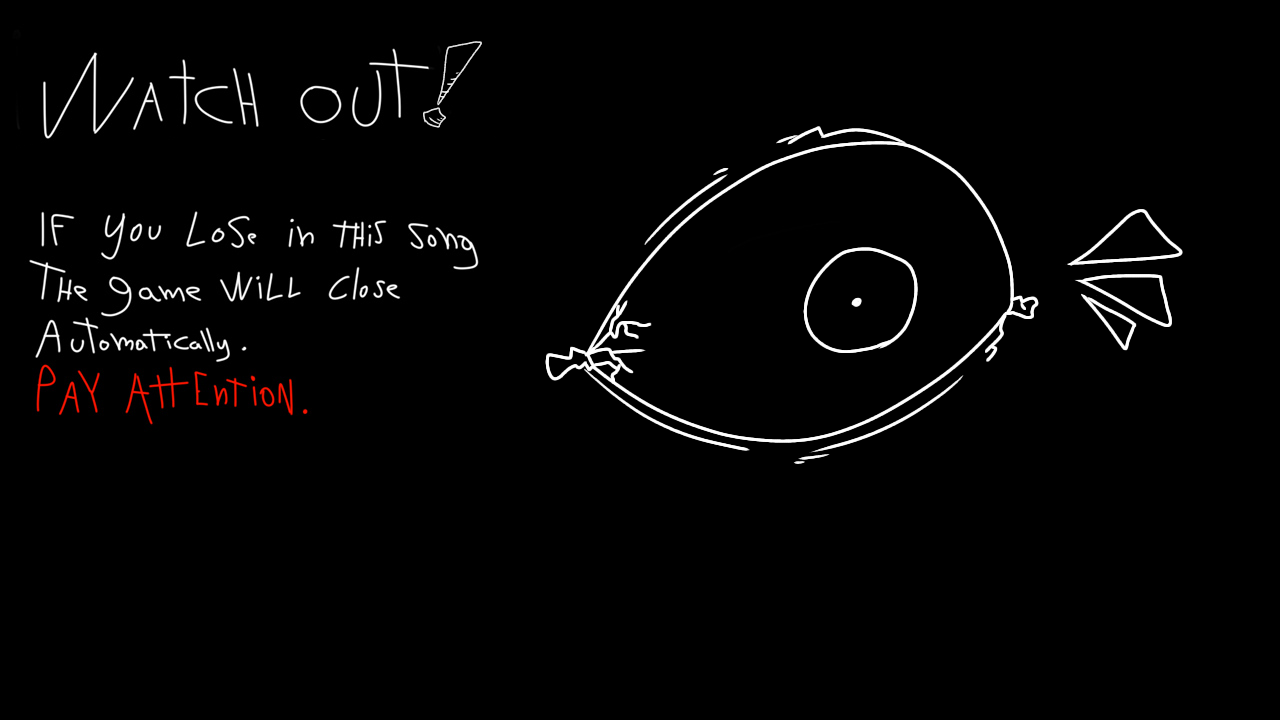 WATCH OUT!
IF YOU LOSE in THIS SONg
THE game WiLL close
Automatically.
PAY ATTENTION.